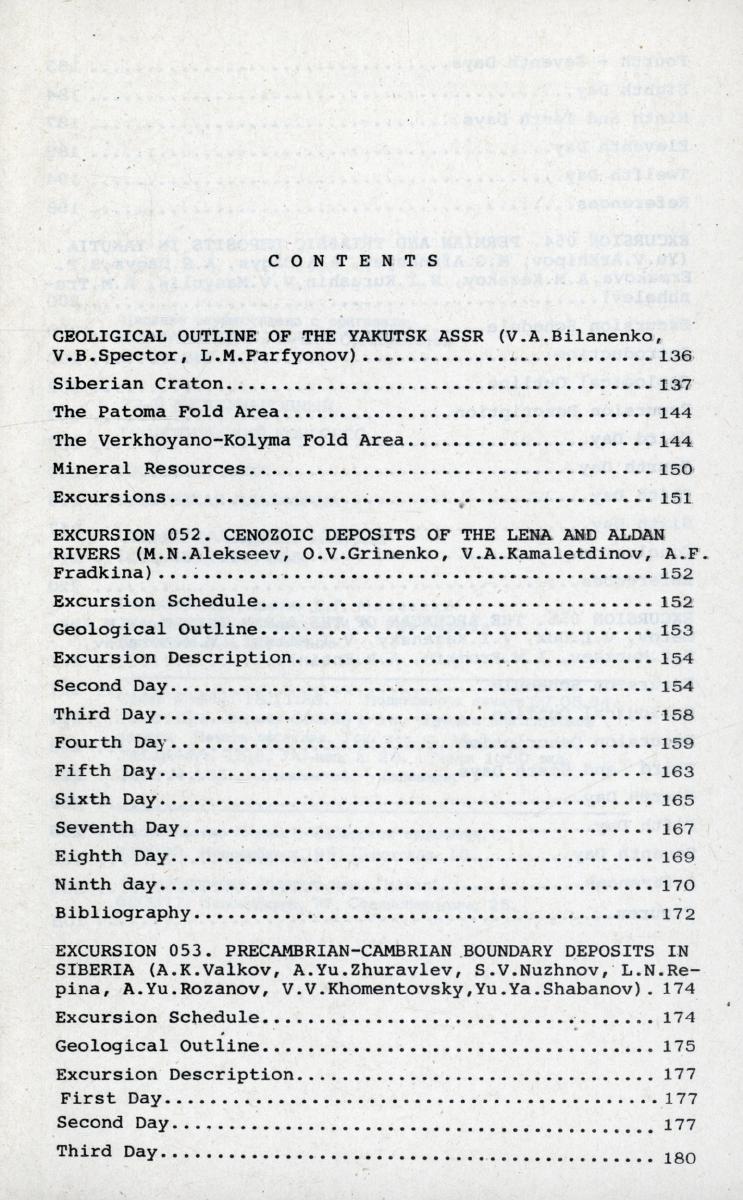 CONTENTS
GEOLIGICAL OUTLINE OF THE YAKUTSK ASSR (V.A.Bilanenko,
V.B.Spector, L.M.Parfyonov)........................... 136
Siberian Craton....................................... 137
The Patoma Fold Area.................................. 144
The Verkhoyano-Kolyma Fold Area....................... 144
Mineral Resources..................................... 150
Excursions............................................ 151
EXCURSION 052. CENOZOIC DEPOSITS OF THE LENA AND ALDAN
RIVERS (M.N.Alekseev, O.V.Grinenko, V.A.Kamaletdinov, A.F.
Fradkina)............................................. 152
Excursion Schedule.................................... 152
Geological Outline.................................... 153
Excursion Description................................. 154
Second Day............................................ 154
Third Day............................................. 158
Fourth Day............................................ 159
Fifth Day............................................. 163
Sixth Day............................................. 165
Seventh Day........................................... 167
Eighth Day............................................ 169
Ninth day............................................. 170
Bibliography.......................................... 172
EXCURSION 053. PRECAMBRIAN-CAMBRIAN BOUNDARY DEPOSITS IN
SIBERIA (A.K.Valkov, A.Yu.Zhuravlev, S.V.Nuzhnov, L.N.Re-
pina, A.Yu.Rozanov, V.V.Khomentovsky,Yu.Ya.Shabanov). 174
Excursion Schedule.................................... 174
Geological Outline.................................... 175
Excursion Description................................. 177
First Day............................................. 177
Second Day............................................ 177
Third Day............................................. 180